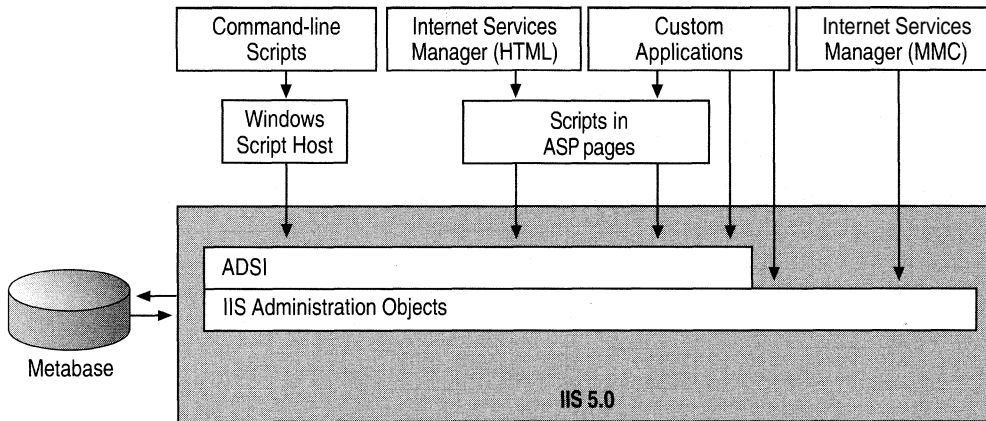 Command-line
Scripts
Internet Services
Manager (HTML)
Custom
Applications
Internet Services
Manager (MMC)
Windows
Script Host
Scripts in
ASP pages
ADSI
IIS Administration Objects
Metabase
IIS 5.0